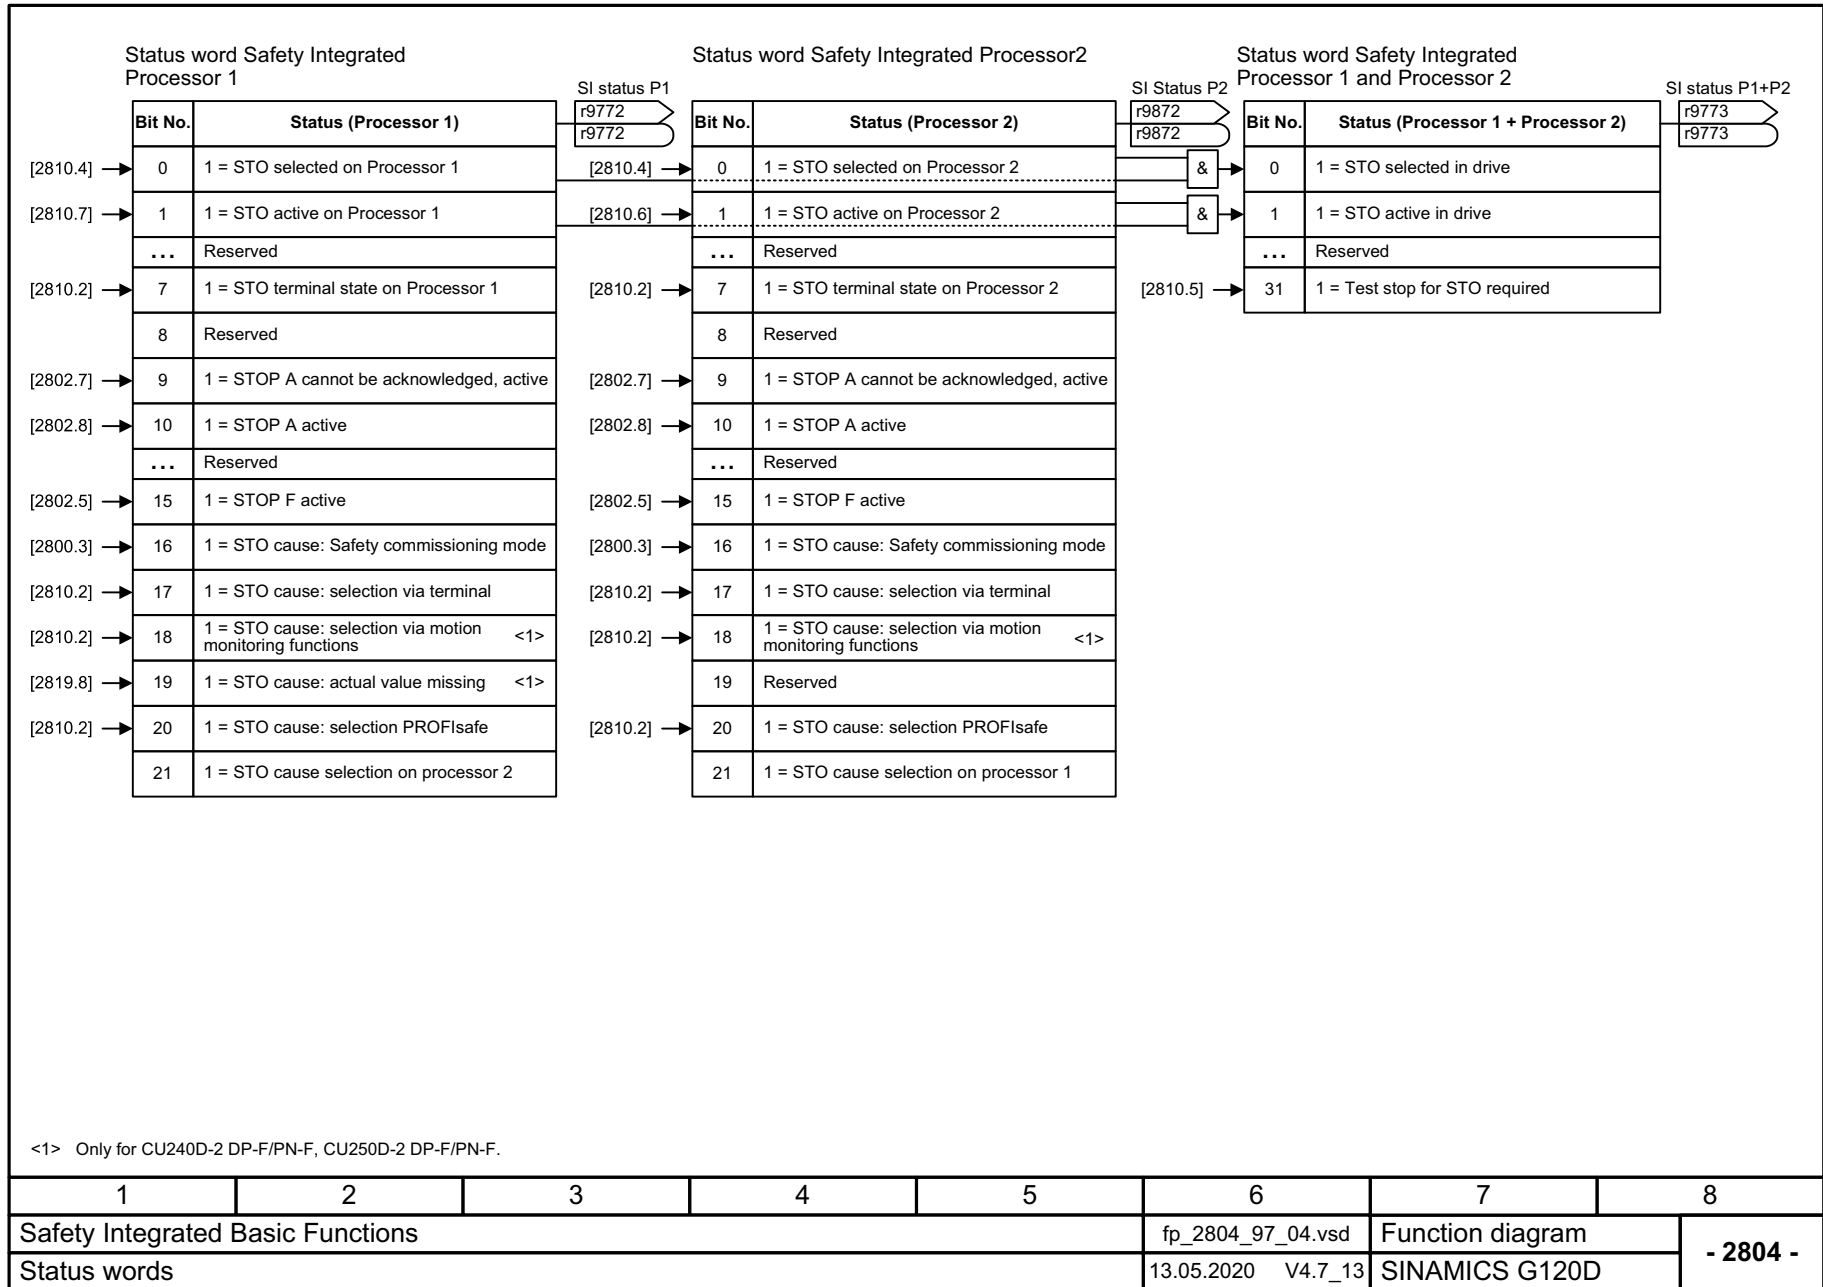 Status word Safety Integrated
Processor 1
SI status P1
r9772
r9772
Bit No. Status (Processor 1)
[2810.4] 0 1 = STO selected on Processor 1
[2810.7] 1 1 = STO active on Processor 1
... Reserved
[2810.2] 7 1 = STO terminal state on Processor 1
8 Reserved
[2802.7] 9 1 = STOP A cannot be acknowledged, active
[2802.8] 10 1 = STOP A active
... Reserved
[2802.5] 15 1 = STOP F active
[2800.3] 16 1 = STO cause: Safety commissioning mode
[2810.2] 17 1 = STO cause: selection via terminal
[2810.2] 18 1 = STO cause: selection via motion <1>
monitoring functions
[2819.8] 19 1 = STO cause: actual value missing <1>
[2810.2] 20 1 = STO cause: selection PROFIsafe
21 1 = STO cause selection on processor 2
Status word Safety Integrated Processor2
SI Status P2
r9872
r9872
Bit No. Status (Processor 2)
[2810.4] 0 1 = STO selected on Processor 2
[2810.6] 1 1 = STO active on Processor 2
... Reserved
[2810.2] 7 1 = STO terminal state on Processor 2
8 Reserved
[2802.7] 9 1 = STOP A cannot be acknowledged, active
[2802.8] 10 1 = STOP A active
... Reserved
[2802.5] 15 1 = STOP F active
[2800.3] 16 1 = STO cause: Safety commissioning mode
[2810.2] 17 1 = STO cause: selection via terminal
[2810.2] 18 1 = STO cause: selection via motion <1>
monitoring functions
19 Reserved
[2810.2] 20 1 = STO cause: selection PROFIsafe
21 1 = STO cause selection on processor 1
Status word Safety Integrated
Processor 1 and Processor 2
SI status P1+P2
r9773
r9773
Bit No. Status (Processor 1 + Processor 2)
& 0 1 = STO selected in drive
& 1 1 = STO active in drive
... Reserved
[2810.5] 31 1 = Test stop for STO required
<1> Only for CU240D-2 DP-F/PN-F, CU250D-2 DP-F/PN-F.
1 2 3 4 5 6 7 8
Safety Integrated Basic Functions fp_2804_97_04.vsd Function diagram - 2804 -
Status words 13.05.2020 V4.7_13 SINAMICS G120D